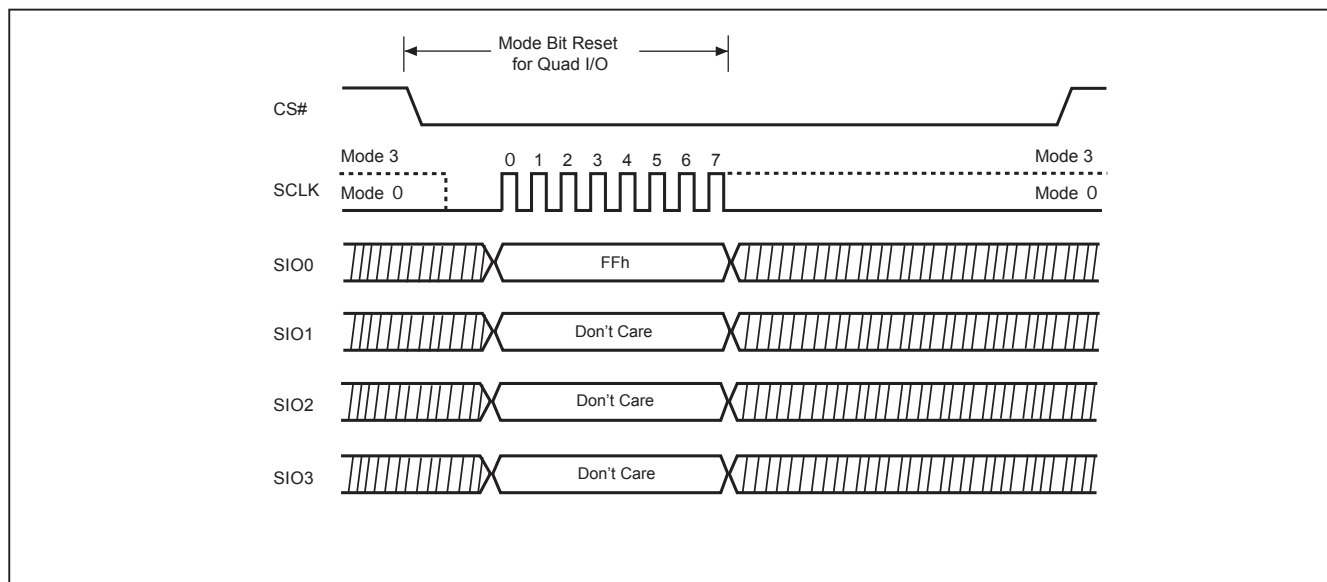 Mode Bit Reset
for Quad I/O
CS#
Mode 3 Mode 3
0 1 2 3 4 5 6 7
SCLK
Mode 0 Mode 0
SIO0 FFh
SIO1 Don't Care
SIO2 Don't Care
SIO3 Don't Care